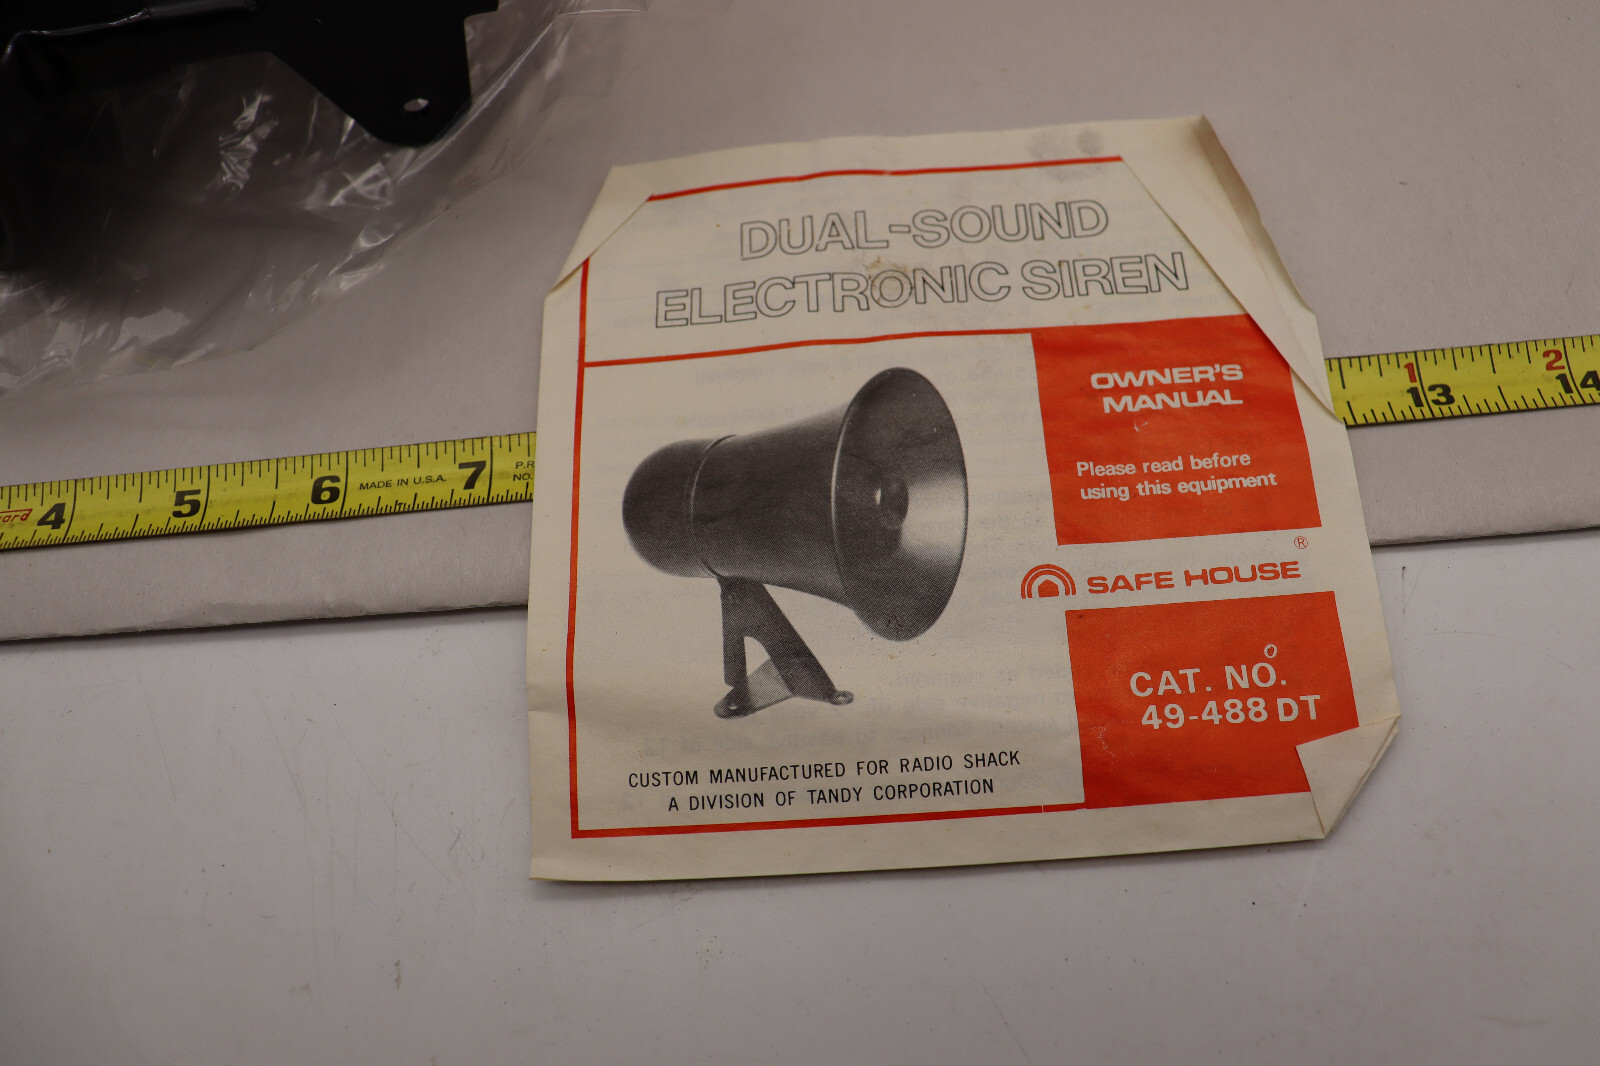 DUAL-SOUND
ELECTRONIC SIREN
OWNER'S
MANUAL
Please read before
using this equipment
®
SAFE HOUSE
CAT. NO.
49-488 DT
CUSTOM MANUFACTURED FOR RADIO SHACK
A DIVISION OF TANDY CORPORATION
4 5 6 MADE IN U.S.A. 7
P.R.
NO.
1 2
13 14